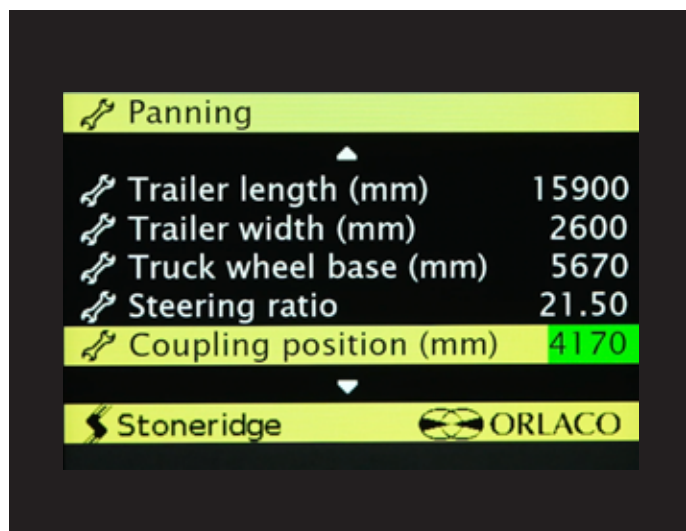 Panning
Trailer length (mm) 15900
Trailer width (mm) 2600
Truck wheel base (mm) 5670
Steering ratio 21.50
Coupling position (mm) 4170
Stoneridge ORLACO